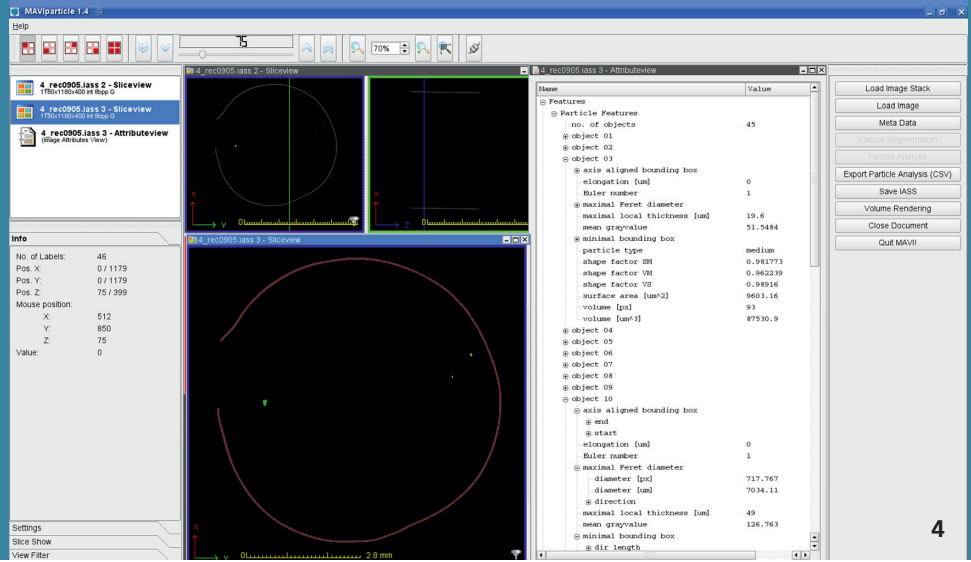 MAVIparticle 1.4
Help
75
70%
4_rec0905.iass 2 - Sliceview
1180x1180x400 int 8bpp G
4_rec0905.iass 3 - Sliceview
1180x1180x400 int 8bpp G
4_rec0905.iass 3 - Attributeview
(Image Attributes View)
Info
No. of Labels: 46
Pos. X: 0 / 1179
Pos. Y: 0 / 1179
Pos. Z: 75 / 399
Mouse position:
X: 512
Y: 850
Z: 75
Value: 0
Settings
Slice Show
View Filter
4_rec0905.iass 2 - Sliceview
X
Y
0
X
Z
0
4_rec0905.iass 3 - Sliceview
X
Y
0
2.8 mm
4_rec0905.iass 3 - Attributeview
Name Value
Features
Particle Features
no. of objects 45
object 01
object 02
object 03
axis aligned bounding box
elongation [um] 0
Euler number 1
maximal Feret diameter
maximal local thickness [um] 19.6
mean grayvalue 51.5484
minimal bounding box
particle type medium
shape factor SM 0.981773
shape factor VM 0.962239
shape factor VS 0.98916
surface area [um^2] 9603.16
volume [px] 93
volume [um^3] 87530.9
object 04
object 05
object 06
object 07
object 08
object 09
object 10
axis aligned bounding box
end
start
elongation [um] 0
Euler number 1
maximal Feret diameter
diameter [px] 717.767
diameter [um] 7034.11
direction
maximal local thickness [um] 49
mean grayvalue 126.763
minimal bounding box
dir length
Load Image Stack
Load Image
Meta Data
Particle Segmentation
Particle Analysis
Export Particle Analysis (CSV)
Save IASS
Volume Rendering
Close Document
Quit MAVI!
4